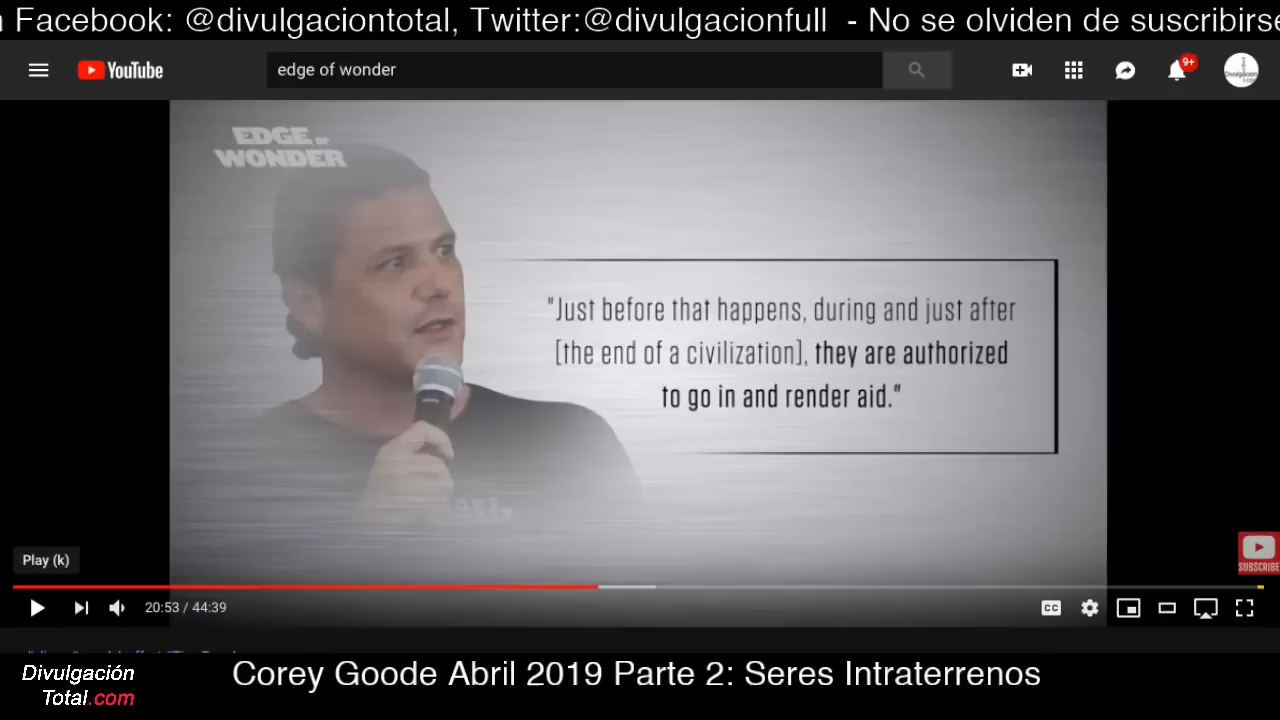 Facebook: @divulgaciontotal, Twitter:@divulgacionfull - No se olviden de suscribirse
YouTube
edge of wonder
9+
EDGE OF
WONDER
"Just before that happens, during and just after
[the end of a civilization], they are authorized
to go in and render aid."
Play (k)
SUBSCRIBE
20:53 / 44:39
CC
Divulgación
Total.com
Corey Goode Abril 2019 Parte 2: Seres Intraterrenos